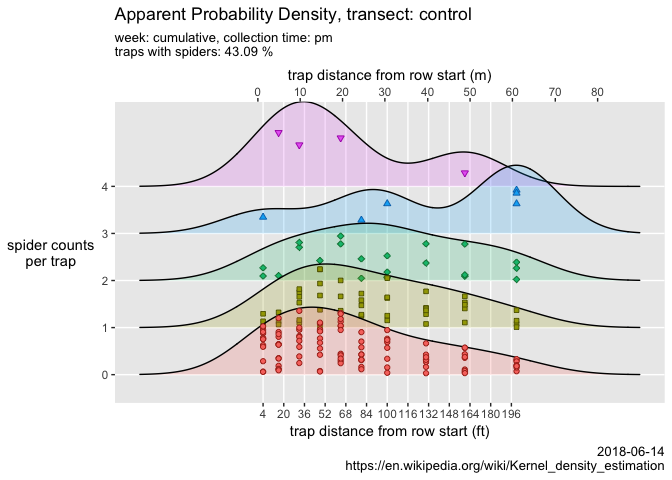 Apparent Probability Density, transect: control
week: cumulative, collection time: pm
traps with spiders: 43.09 %
trap distance from row start (m)
0 10 20 30 40 50 60 70 80
4
3
spider counts
per trap
2
1
0
4 20 36 52 68 84 100 116 132 148 164 180 196
trap distance from row start (ft)
2018-06-14
https://en.wikipedia.org/wiki/Kernel_density_estimation